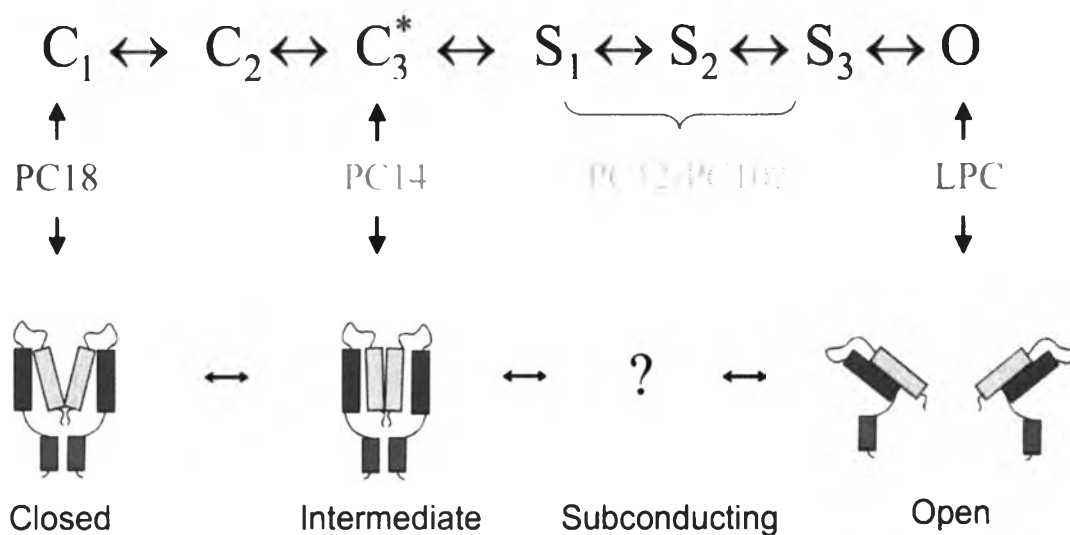 C1 ↔ C2 ↔ C3* ↔ S1 ↔ S2 ↔ S3 ↔ O
PC18 PC14 LPC
?
Closed Intermediate Subconducting Open